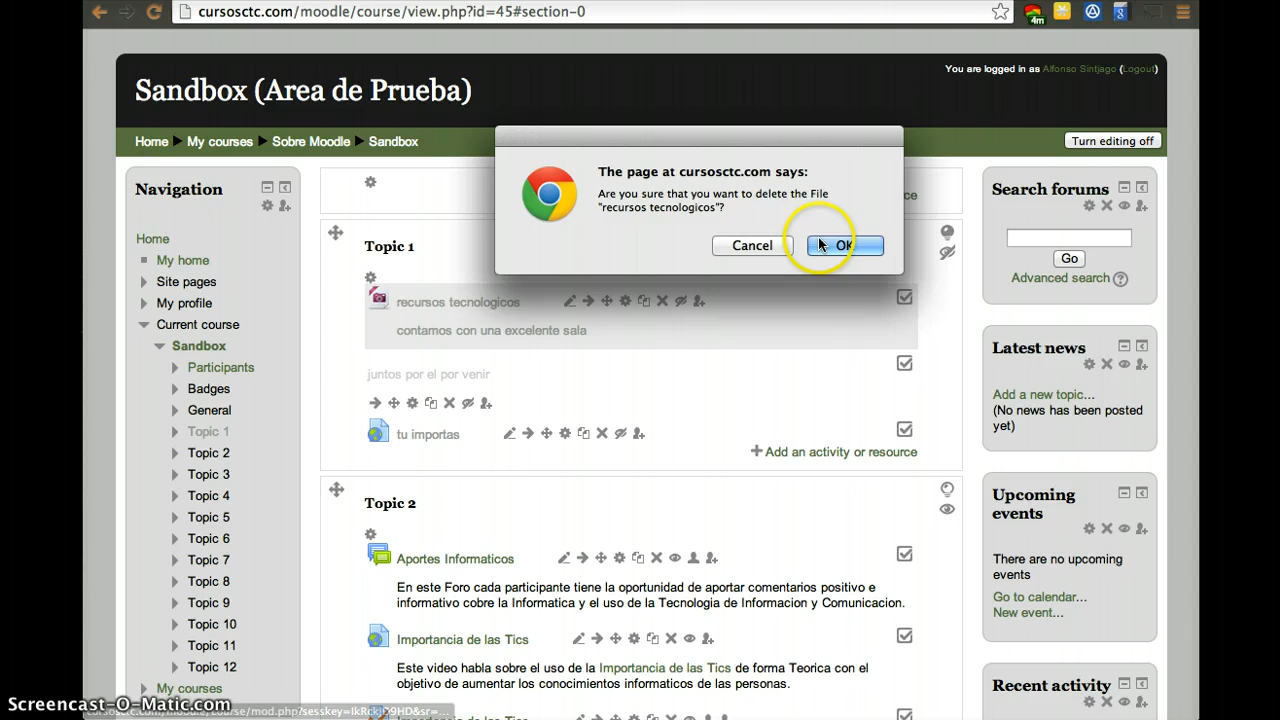 cursosctc.com/moodle/course/view.php?id=45#section-0
4m
You are logged in as Alfonso Sintjago (Logout)
Sandbox (Area de Prueba)
Home My courses Sobre Moodle Sandbox
Turn editing off
The page at cursosctc.com says:
Are you sure that you want to delete the File
"recursos tecnologicos"?
Cancel
OK
Navigation
Home
My home
Site pages
My profile
Current course
Sandbox
Participants
Badges
General
Topic 1
Topic 2
Topic 3
Topic 4
Topic 5
Topic 6
Topic 7
Topic 8
Topic 9
Topic 10
Topic 11
Topic 12
My courses
Topic 1
recursos tecnologicos
contamos con una excelente sala
juntos por el por venir
tu importas
Add an activity or resource
Topic 2
Aportes Informaticos
En este Foro cada participante tiene la oportunidad de aportar comentarios positivo e
informativo cobre la Informatica y el uso de la Tecnologia de Informacion y Comunicacion.
Importancia de las Tics
Este video habla sobre el uso de la Importancia de las Tics de forma Teorica con el
objetivo de aumentar los conocimientos informaticos de las personas.
Search forums
Go
Advanced search
Latest news
Add a new topic...
(No news has been posted
yet)
Upcoming
events
There are no upcoming
events
Go to calendar...
New event...
Recent activity
Screencast-O-Matic.com